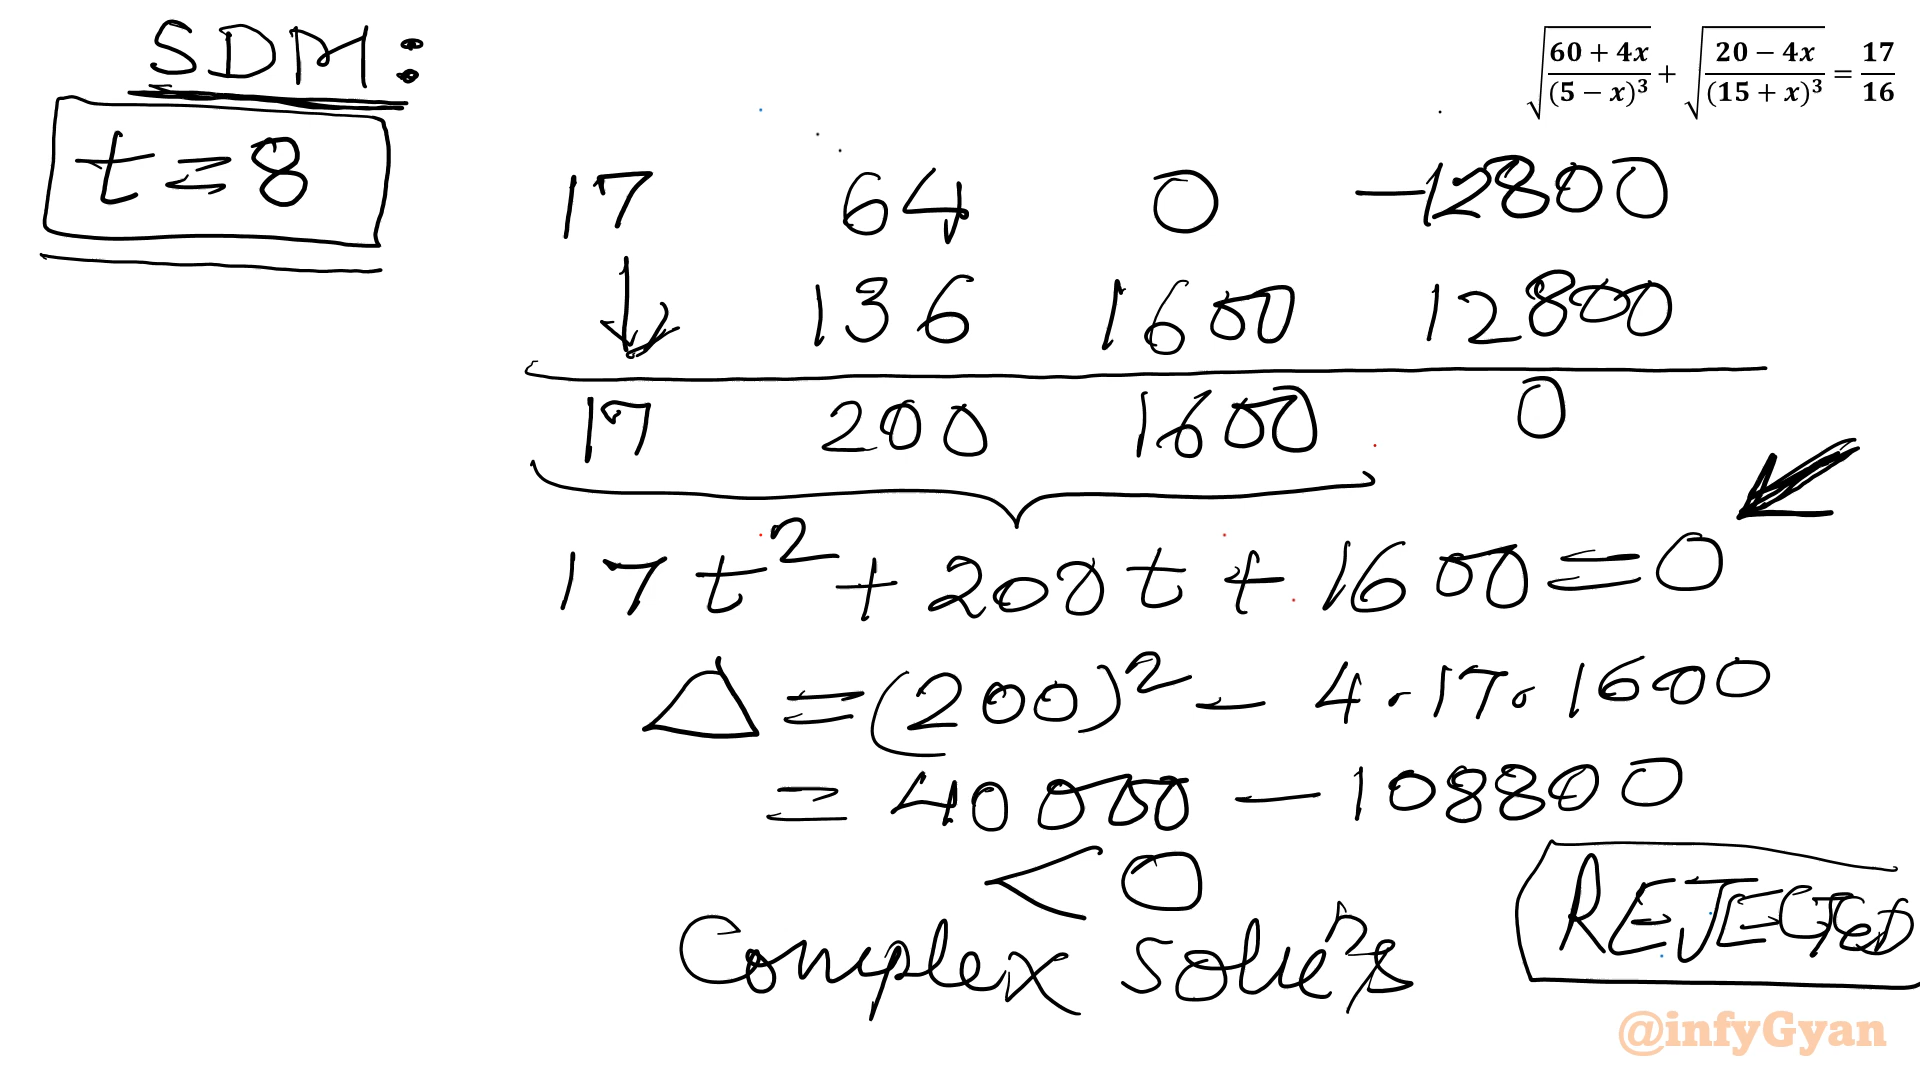 SDM:
t=8
√((60 + 4x)/(5 − x)³) + √((20 − 4x)/(15 + x)³) = 17/16
17 64 0 −12800
↓ 136 1600 12800
17 200 1600 0
17t² + 200t + 1600 = 0
Δ = (200)² − 4·17·1600
= 40000 − 108800
< 0
Complex solueⁿs
REJECTED
@infyGyan